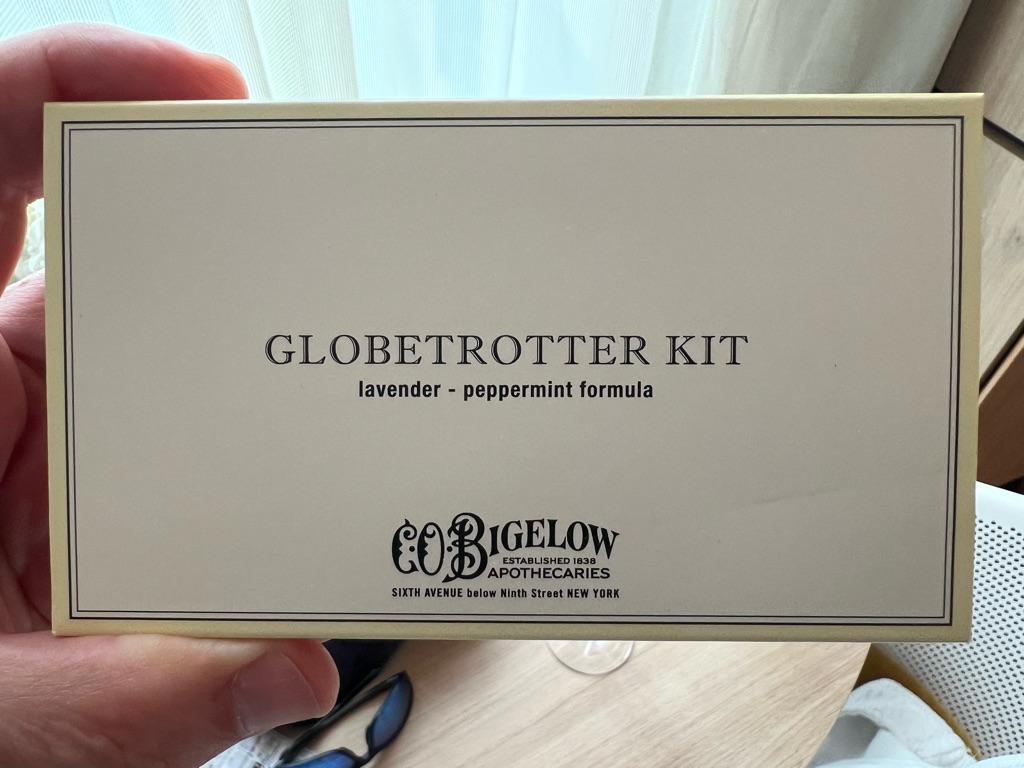 GLOBETROTTER KIT
lavender - peppermint formula
C.O. BIGELOW
ESTABLISHED 1838
APOTHECARIES
SIXTH AVENUE below Ninth Street NEW YORK